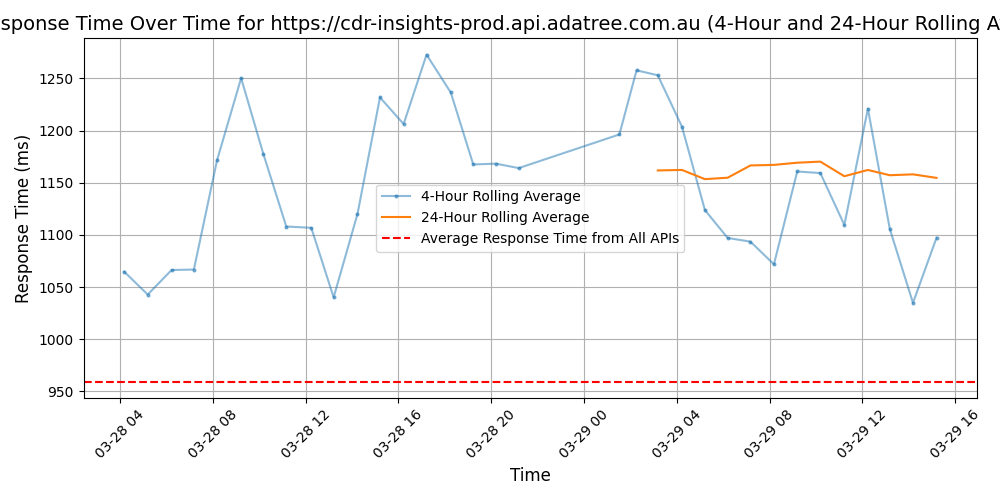 sponse Time Over Time for https://cdr-insights-prod.api.adatree.com.au (4-Hour and 24-Hour Rolling A
1250
1200
1150
1100
1050
1000
950
Response Time (ms)
4-Hour Rolling Average
24-Hour Rolling Average
Average Response Time from All APIs
03-28 04
03-28 08
03-28 12
03-28 16
03-28 20
03-29 00
03-29 04
03-29 08
03-29 12
03-29 16
Time